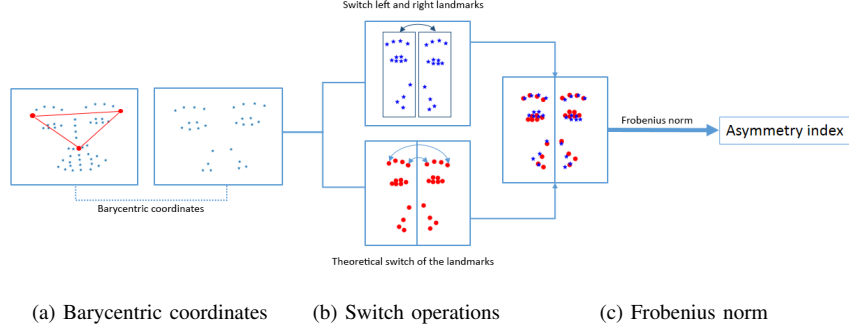 Switch left and right landmarks
Frobenius norm
Asymmetry index
Barycentric coordinates
Theoretical switch of the landmarks
(a) Barycentric coordinates
(b) Switch operations
(c) Frobenius norm